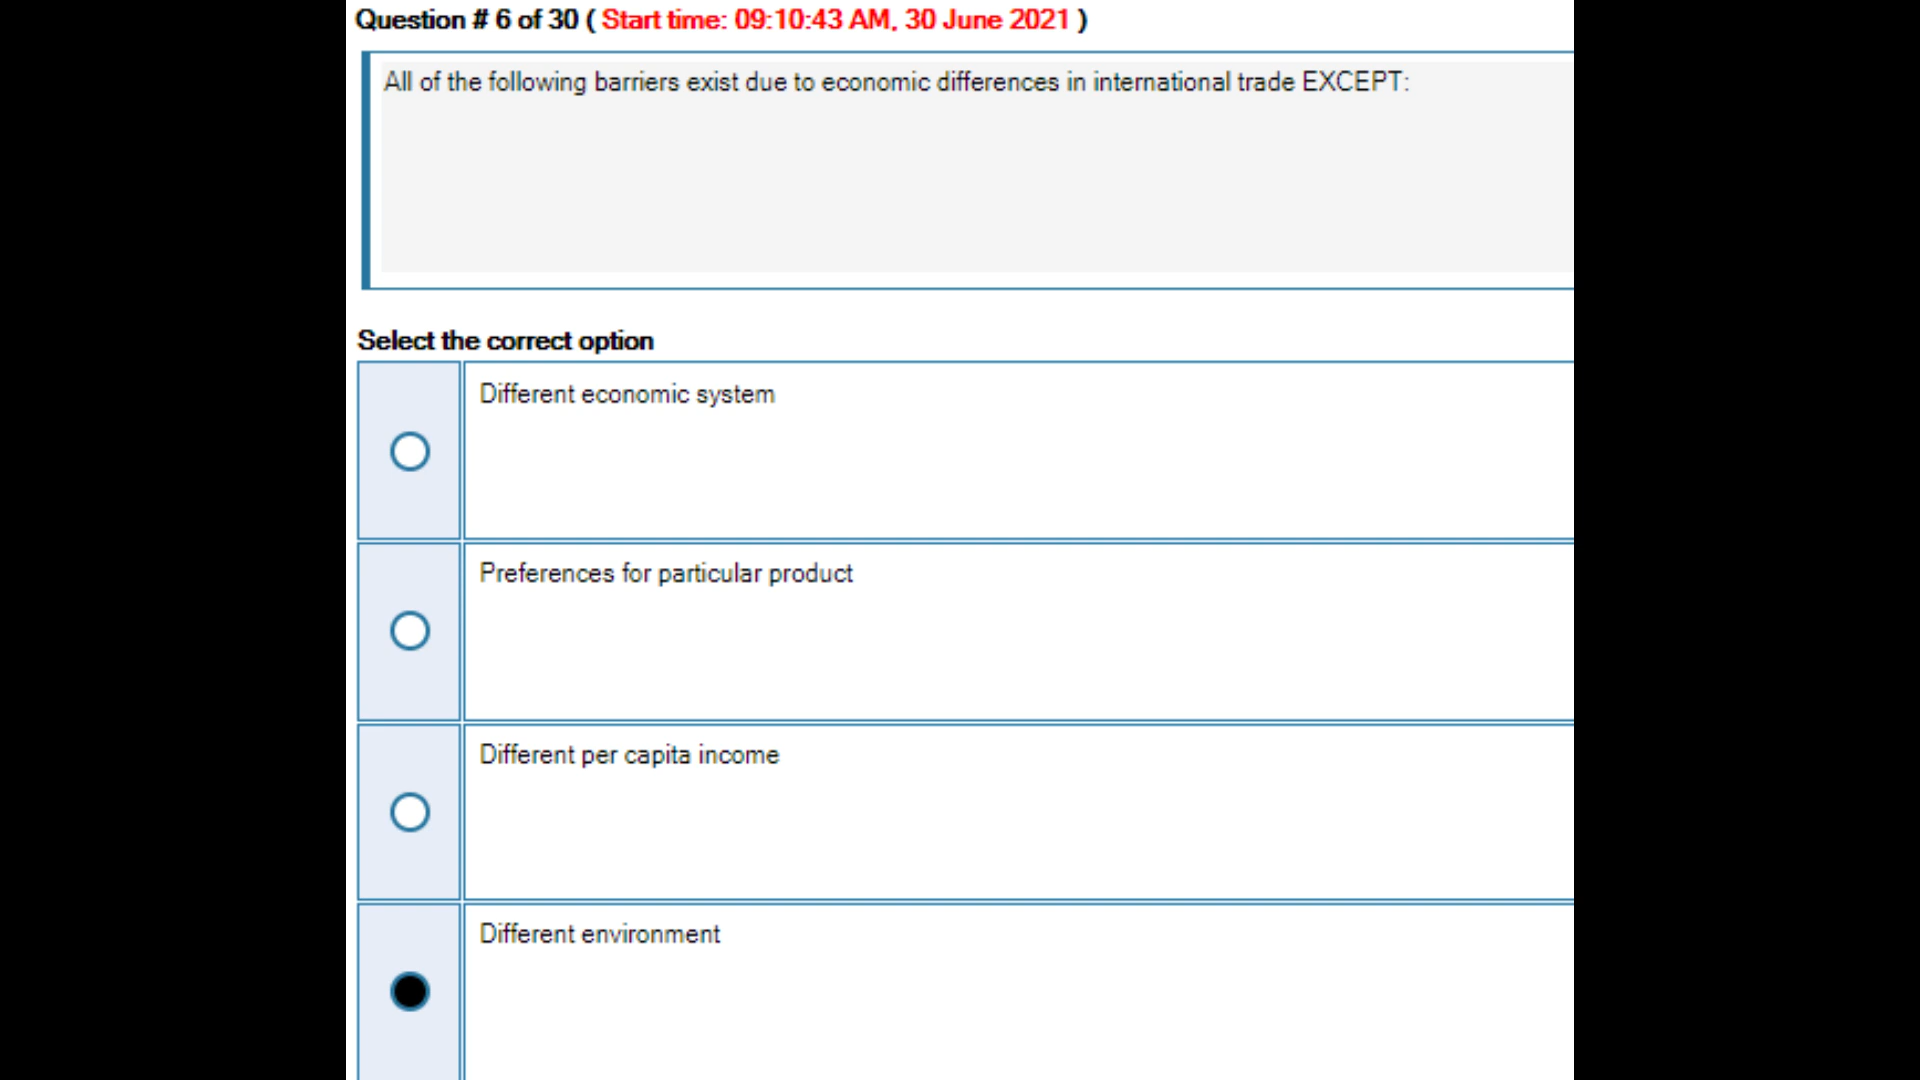 Question # 6 of 30 ( Start time: 09:10:43 AM, 30 June 2021 )
All of the following barriers exist due to economic differences in international trade EXCEPT:
Select the correct option
Different economic system
Preferences for particular product
Different per capita income
Different environment